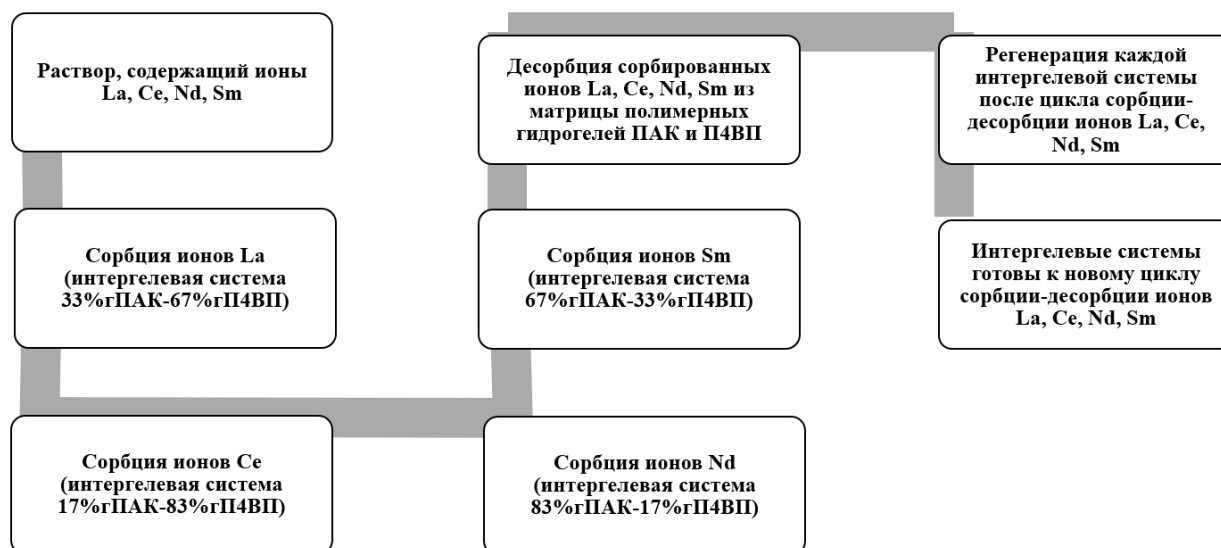 Раствор, содержащий ионы
La, Ce, Nd, Sm
Сорбция ионов La
(интергелевая система
33%гПАК-67%гП4ВП)
Сорбция ионов Ce
(интергелевая система
17%гПАК-83%гП4ВП)
Сорбция ионов Nd
(интергелевая система
83%гПАК-17%гП4ВП)
Сорбция ионов Sm
(интергелевая система
67%гПАК-33%гП4ВП)
Десорбция сорбированных
ионов La, Ce, Nd, Sm из
матрицы полимерных
гидрогелей ПАК и П4ВП
Регенерация каждой
интергелевой системы
после цикла сорбции-
десорбции ионов La, Ce,
Nd, Sm
Интергелевые системы
готовы к новому циклу
сорбции-десорбции ионов
La, Ce, Nd, Sm